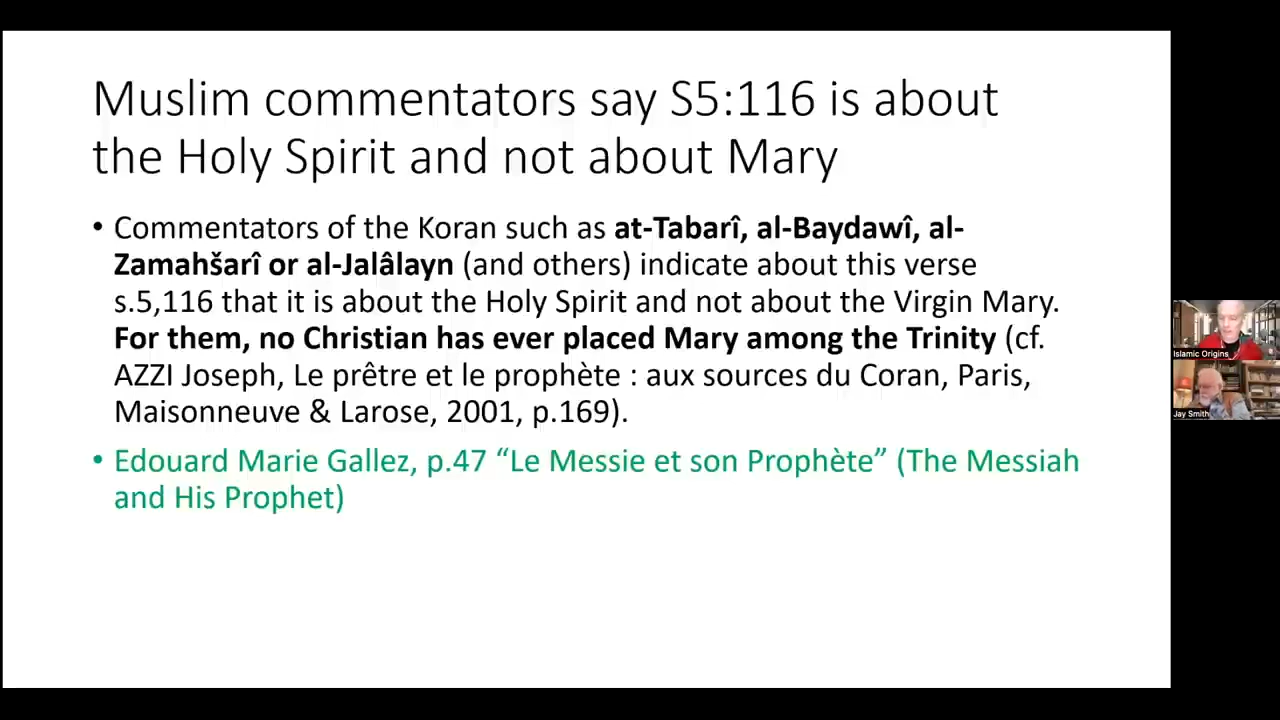 Muslim commentators say S5:116 is about
the Holy Spirit and not about Mary
• Commentators of the Koran such as at-Tabarî, al-Baydawî, al-
Zamahšarî or al-Jalâlayn (and others) indicate about this verse
s.5,116 that it is about the Holy Spirit and not about the Virgin Mary.
For them, no Christian has ever placed Mary among the Trinity (cf.
AZZI Joseph, Le prêtre et le prophète : aux sources du Coran, Paris,
Maisonneuve & Larose, 2001, p.169).
• Edouard Marie Gallez, p.47 “Le Messie et son Prophète” (The Messiah
and His Prophet)
Islamic Origins
Jay Smith